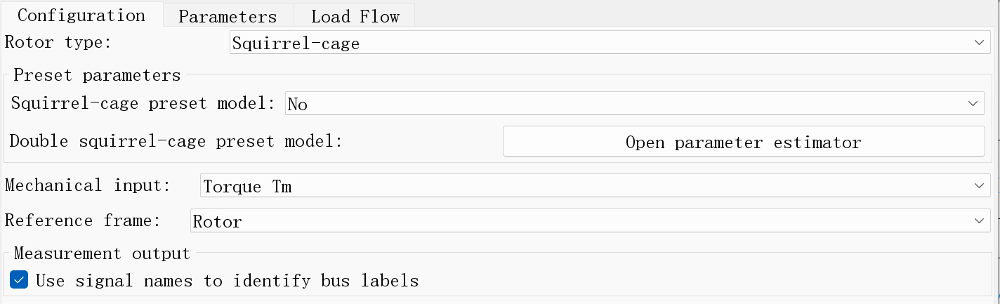 Configuration Parameters Load Flow
Rotor type: Squirrel-cage
Preset parameters
Squirrel-cage preset model: No
Double squirrel-cage preset model: Open parameter estimator
Mechanical input: Torque Tm
Reference frame: Rotor
Measurement output
Use signal names to identify bus labels